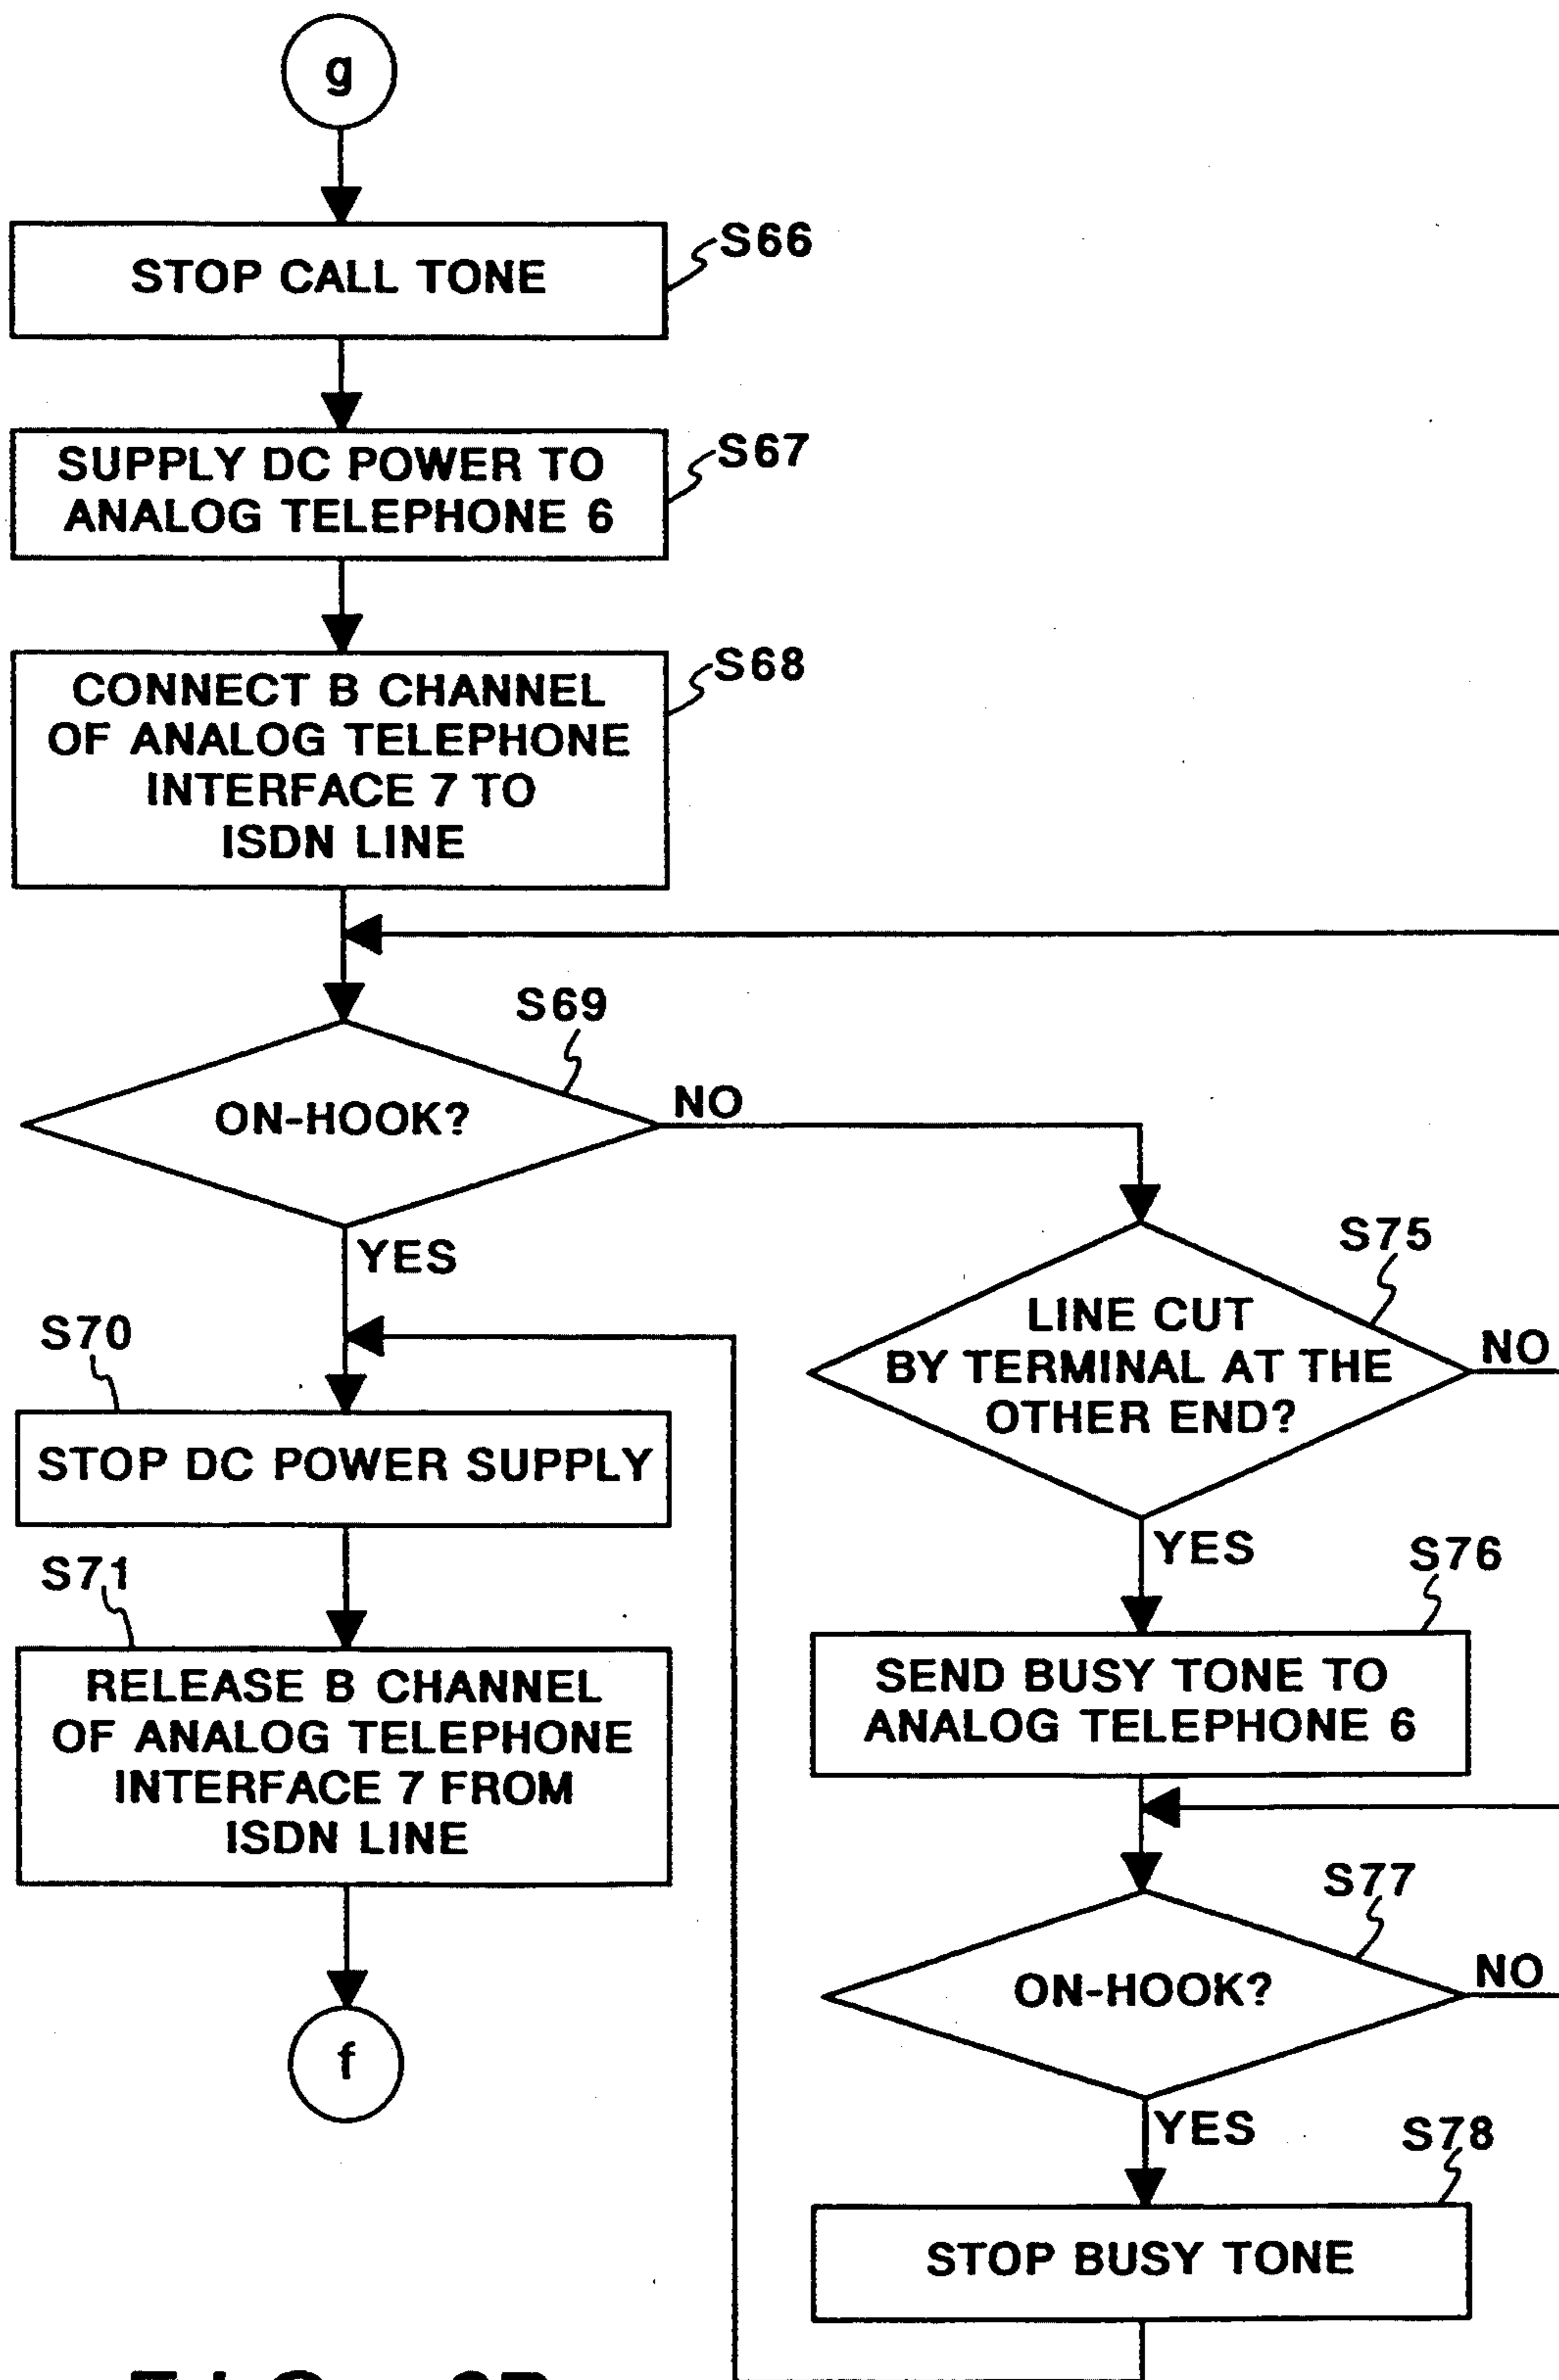 g
S66
STOP CALL TONE
S67
SUPPLY DC POWER TO
ANALOG TELEPHONE 6
S68
CONNECT B CHANNEL
OF ANALOG TELEPHONE
INTERFACE 7 TO
ISDN LINE
S69
ON-HOOK?
NO
YES
S70
STOP DC POWER SUPPLY
S71
RELEASE B CHANNEL
OF ANALOG TELEPHONE
INTERFACE 7 FROM
ISDN LINE
f
S75
LINE CUT
BY TERMINAL AT THE
OTHER END?
NO
YES
S76
SEND BUSY TONE TO
ANALOG TELEPHONE 6
S77
ON-HOOK?
NO
YES
S78
STOP BUSY TONE